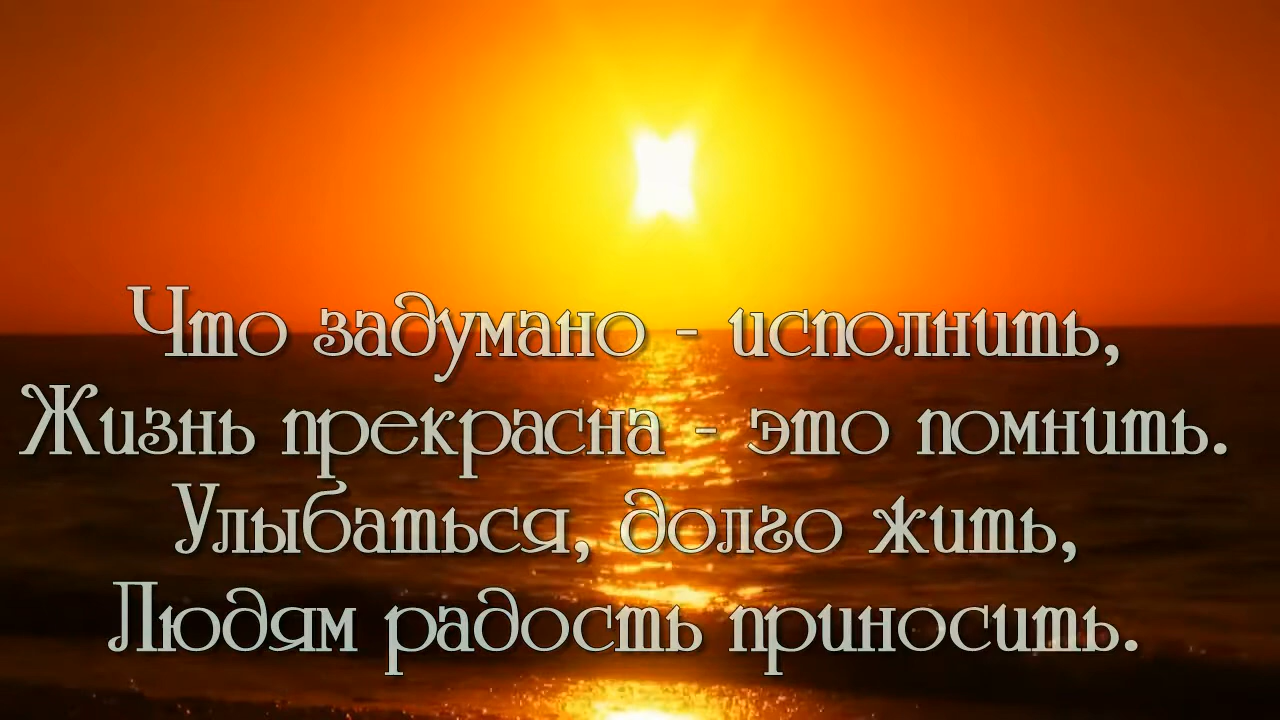 Что задумано - исполнить,
Жизнь прекрасна - это помнить.
Улыбаться, долго жить,
Людям радость приносить.